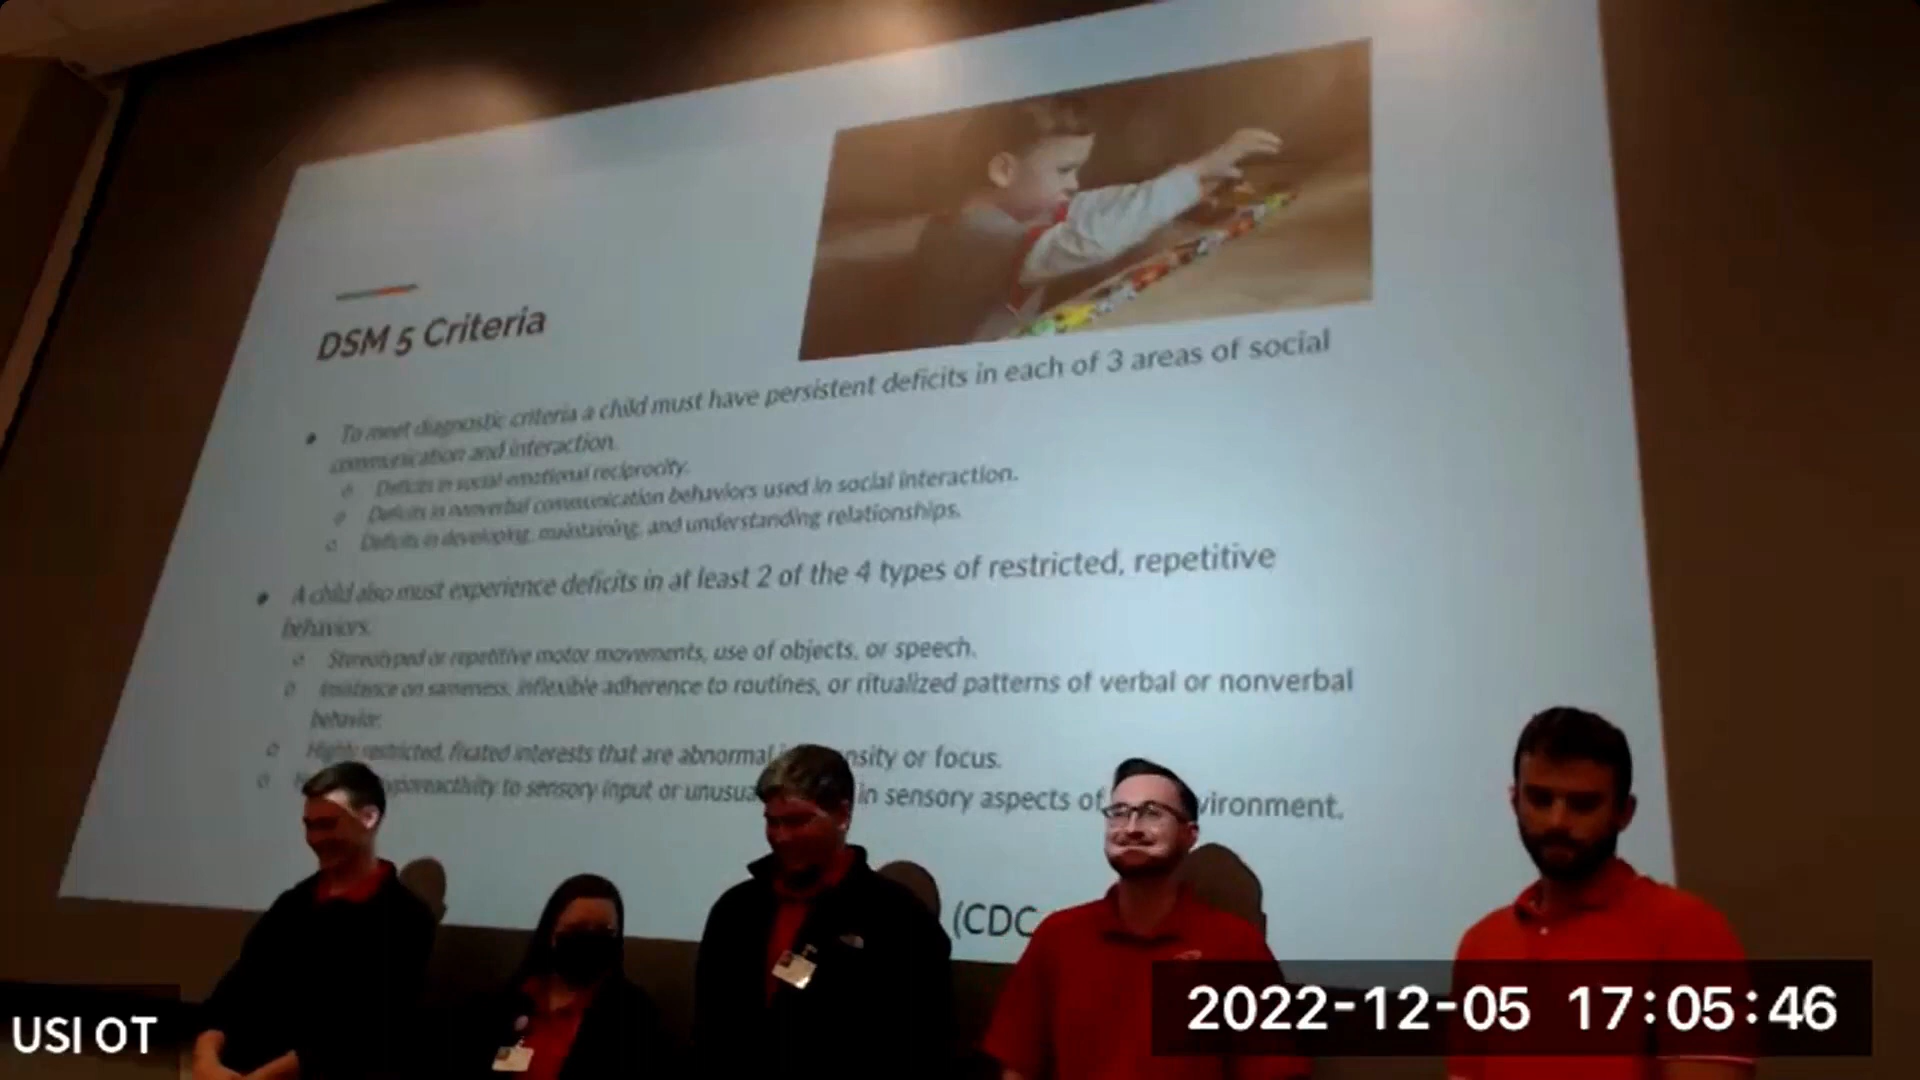 DSM 5 Criteria
To meet diagnostic criteria a child must have persistent deficits in each of 3 areas of social
communication and interaction.
Deficits in social-emotional reciprocity.
Deficits in nonverbal communication behaviors used in social interaction.
Deficits in developing, maintaining, and understanding relationships.
A child also must experience deficits in at least 2 of the 4 types of restricted, repetitive
behaviors.
Stereotyped or repetitive motor movements, use of objects, or speech.
Insistence on sameness, inflexible adherence to routines, or ritualized patterns of verbal or nonverbal
behavior.
Highly restricted, fixated interests that are abnormal or focus.
to sensory input or in sensory aspects of
(CDC
USI OT
2022-12-05 17:05:46